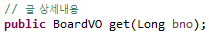 // 글 상세내용
public BoardVO get(Long bno);